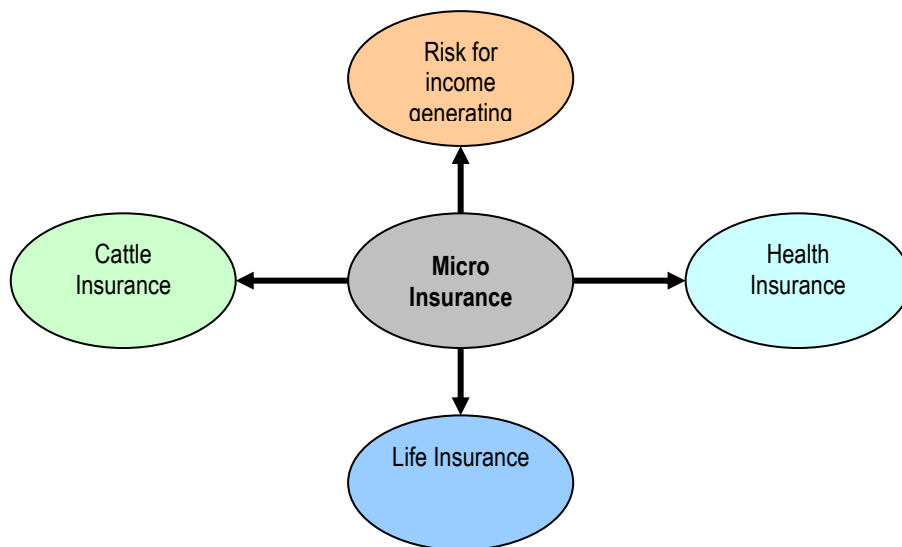 Risk for
income
generating
Cattle
Insurance
Micro
Insurance
Health
Insurance
Life Insurance